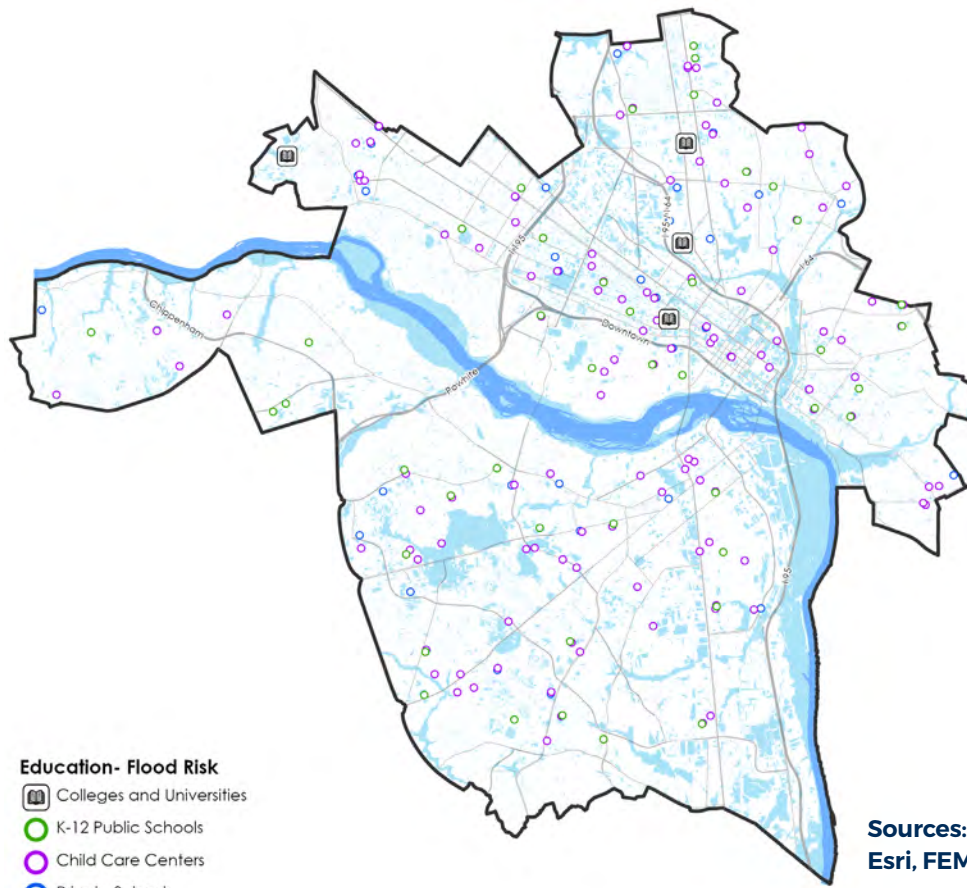 I-95
I-95/I-64
I-64
Chippenham
Downtown
Powhite
I-95
Education- Flood Risk
Colleges and Universities
K-12 Public Schools
Child Care Centers
Sources:
Esri, FEM